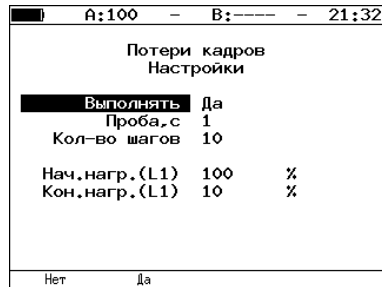 A:100 – B:---- – 21:32
Потери кадров
Настройки
Выполнять Да
Проба,с 1
Кол-во шагов 10
Нач.нагр.(L1) 100 %
Кон.нагр.(L1) 10 %
Нет Да